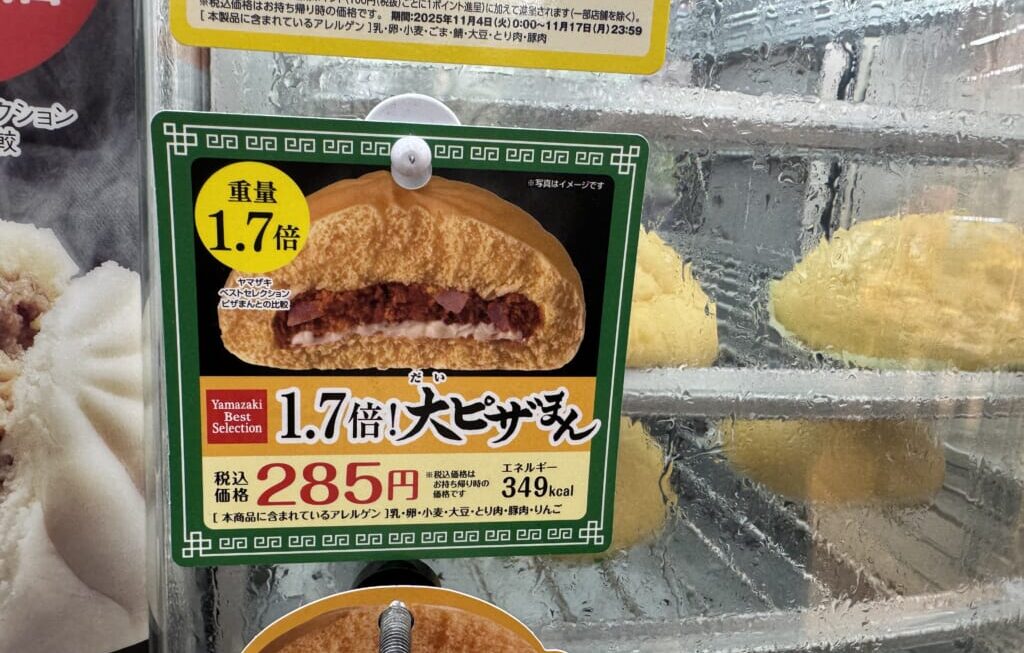 ※税込価格はお持ち帰り時の価格です。 期間:2025年11月4日(火)0:00~11月17日(月)23:59
[ 本製品に含まれているアレルゲン ]乳・卵・小麦・ごま・鯖・大豆・とり肉・豚肉
クション
較
※写真はイメージです
重量
1.7倍
ヤマザキ
ベストセレクション
ピザまんとの比較
Yamazaki
Best
Selection
だい
1.7倍!大ピザまん
税込
価格
285円
※税込価格は
お持ち帰り時の
価格です
エネルギー
349kcal
[ 本商品に含まれているアレルゲン ]乳・卵・小麦・大豆・とり肉・豚肉・りんご